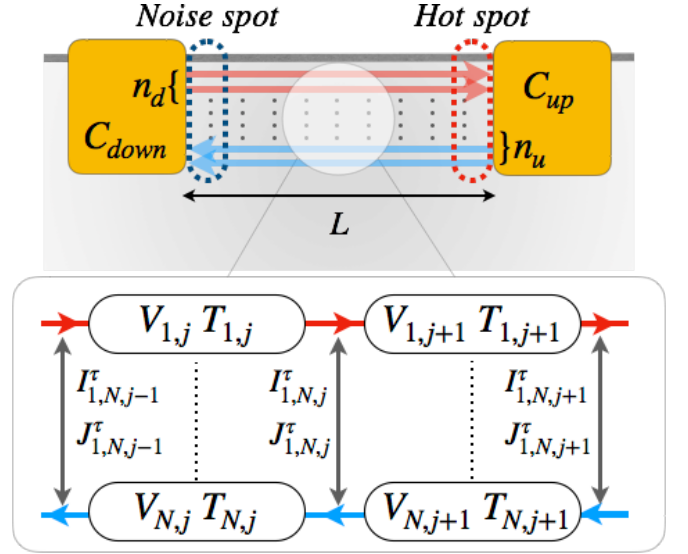 Noise spot Hot spot
n_d{ C_up
C_down }n_u
L
V_{1,j} T_{1,j} V_{1,j+1} T_{1,j+1}
I^τ_{1,N,j−1} I^τ_{1,N,j} I^τ_{1,N,j+1}
J^τ_{1,N,j−1} J^τ_{1,N,j} J^τ_{1,N,j+1}
V_{N,j} T_{N,j} V_{N,j+1} T_{N,j+1}